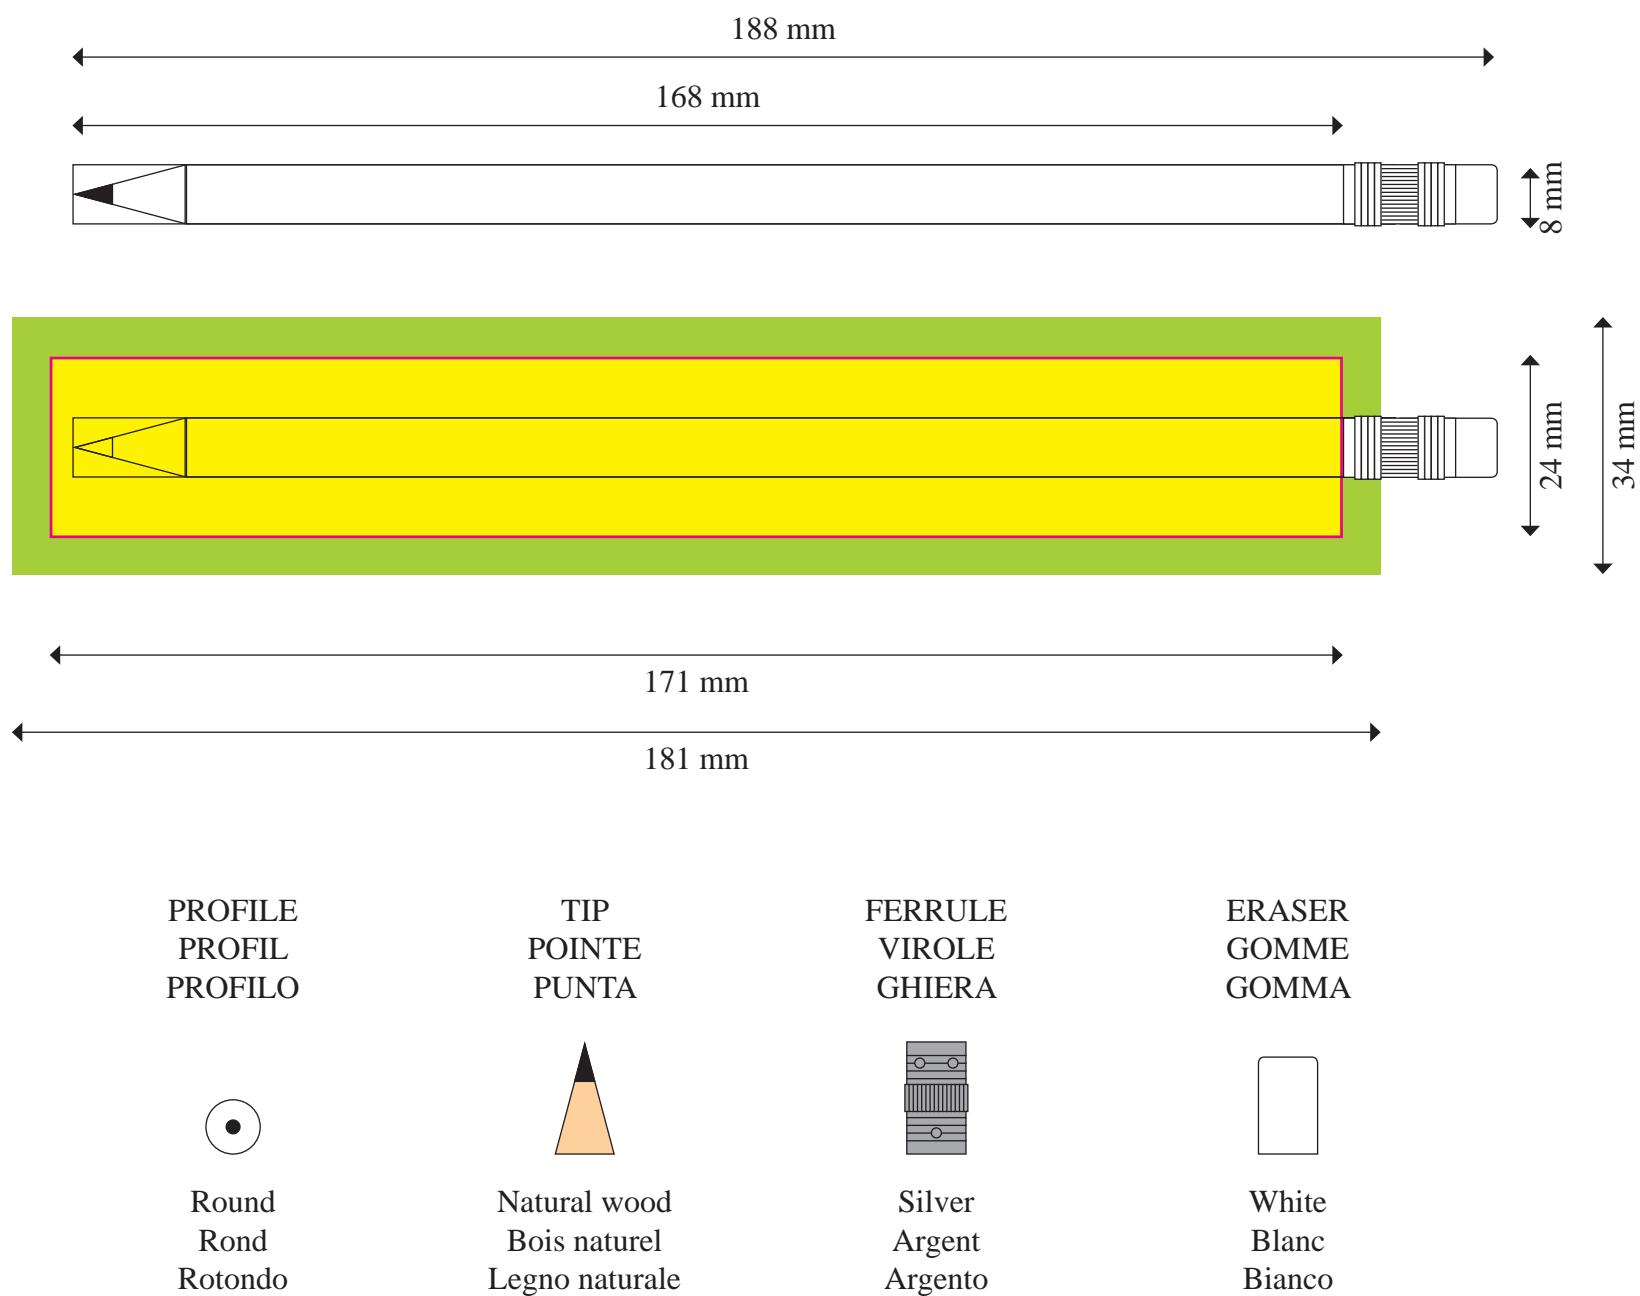 188 mm
168 mm
8 mm
24 mm
34 mm
171 mm
181 mm
PROFILE
PROFIL
PROFILO
TIP
POINTE
PUNTA
FERRULE
VIROLE
GHIERA
ERASER
GOMME
GOMMA
Round
Rond
Rotondo
Natural wood
Bois naturel
Legno naturale
Silver
Argent
Argento
White
Blanc
Bianco